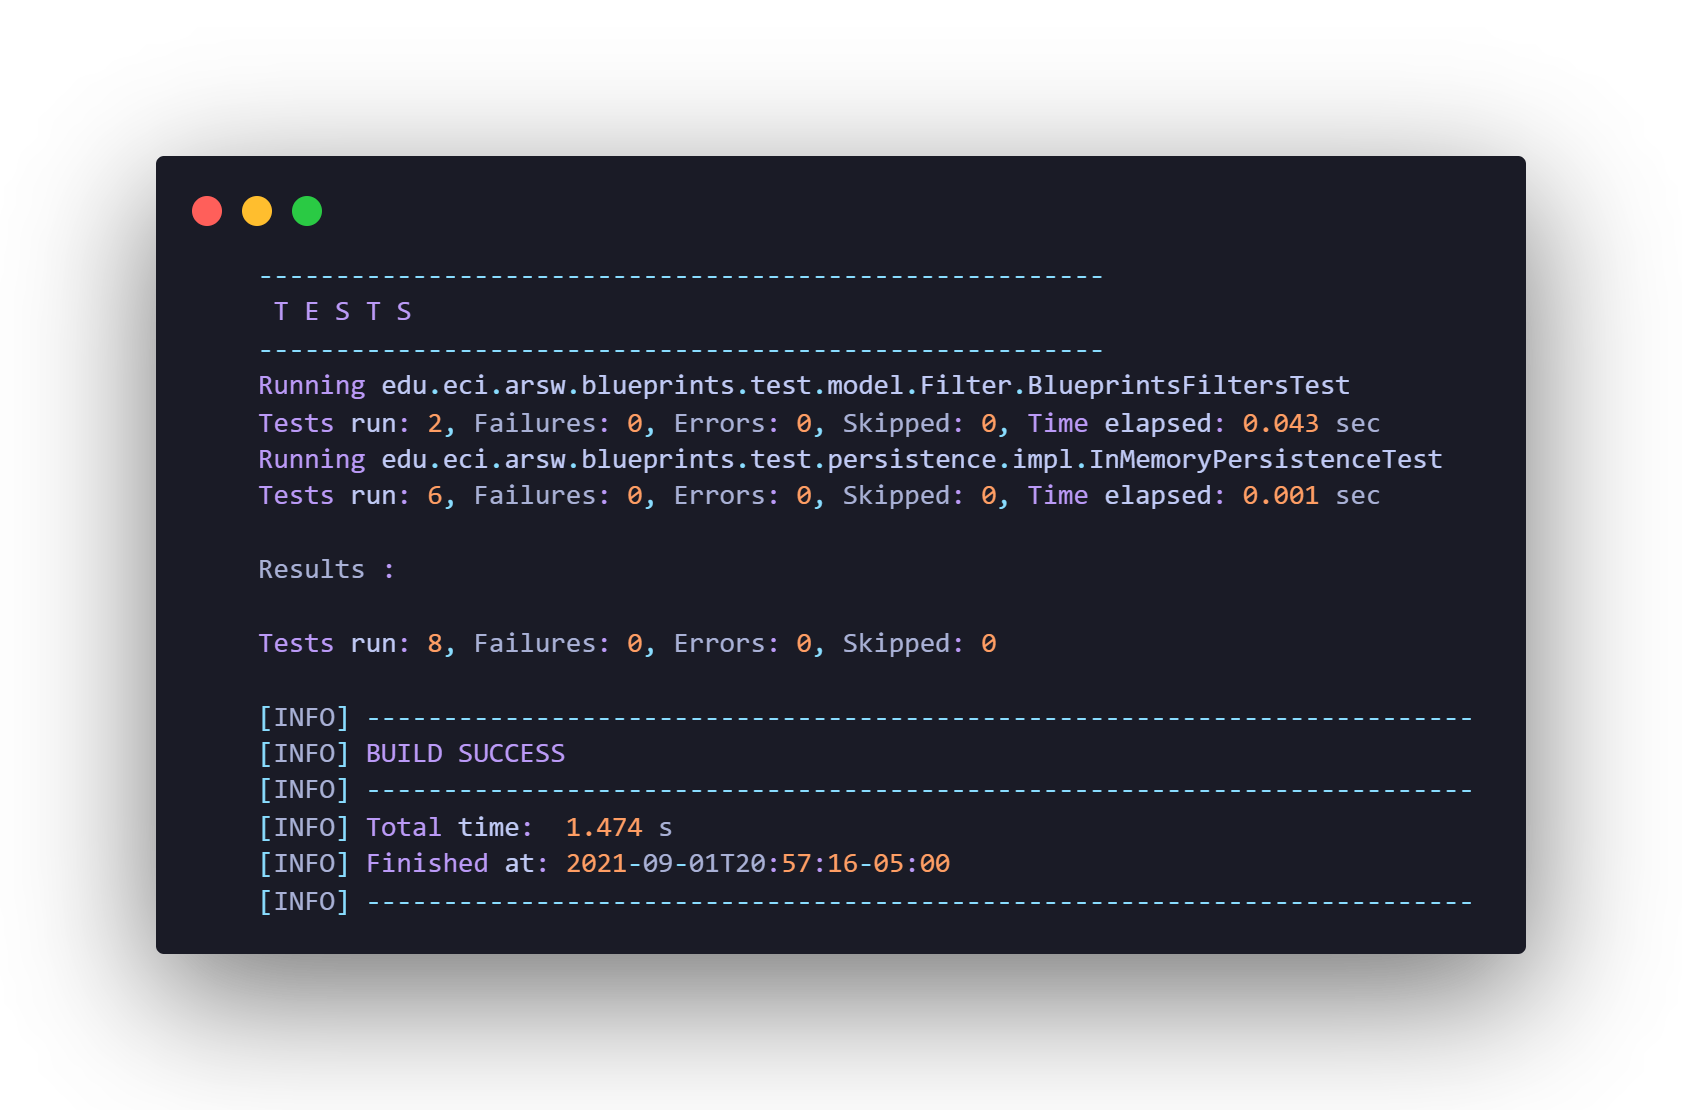 -------------------------------------------------------
 T E S T S
-------------------------------------------------------
Running edu.eci.arsw.blueprints.test.model.Filter.BlueprintsFiltersTest
Tests run: 2, Failures: 0, Errors: 0, Skipped: 0, Time elapsed: 0.043 sec
Running edu.eci.arsw.blueprints.test.persistence.impl.InMemoryPersistenceTest
Tests run: 6, Failures: 0, Errors: 0, Skipped: 0, Time elapsed: 0.001 sec

Results :

Tests run: 8, Failures: 0, Errors: 0, Skipped: 0

[INFO] ------------------------------------------------------------------------
[INFO] BUILD SUCCESS
[INFO] ------------------------------------------------------------------------
[INFO] Total time:  1.474 s
[INFO] Finished at: 2021-09-01T20:57:16-05:00
[INFO] ------------------------------------------------------------------------